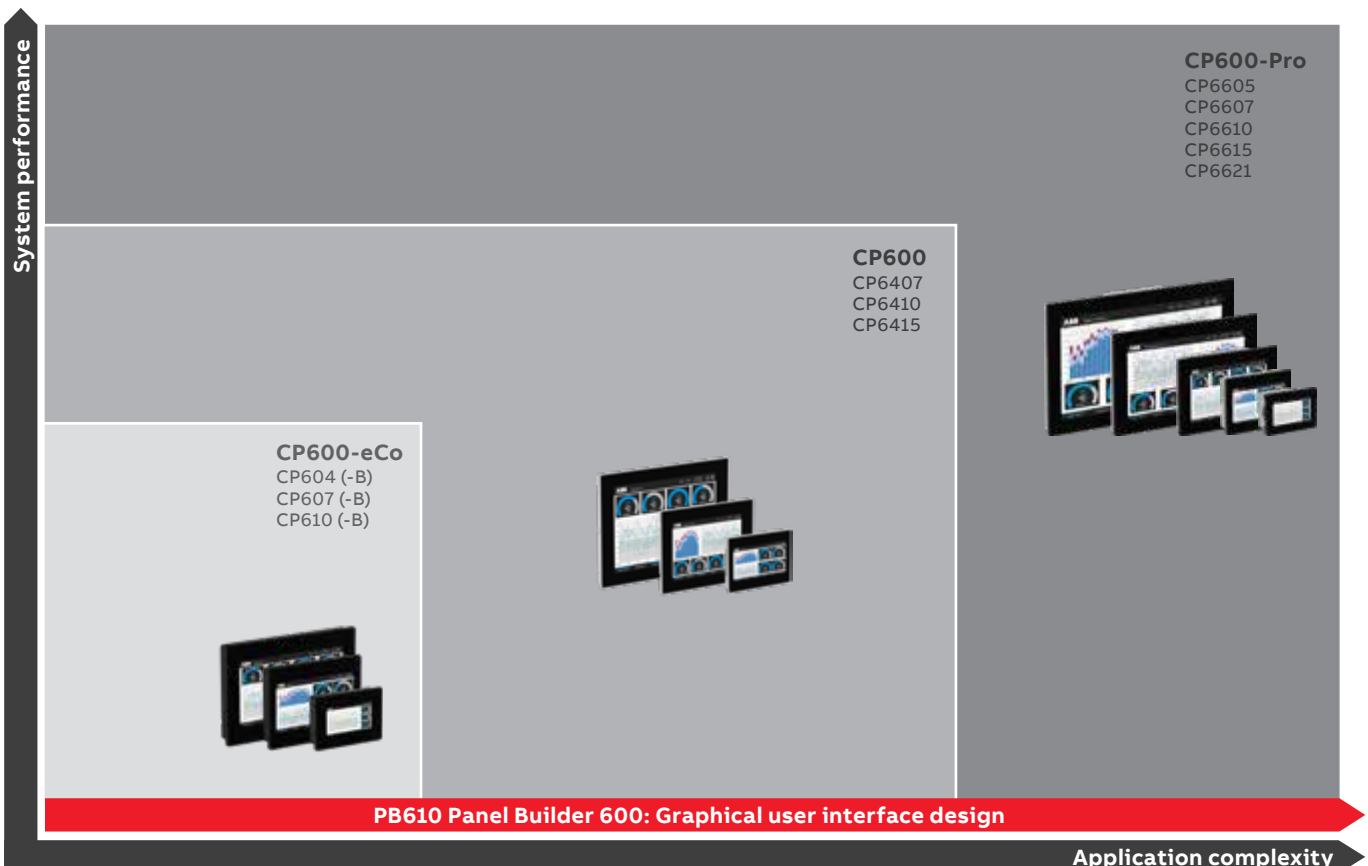 System performance
CP600-Pro
CP6605
CP6607
CP6610
CP6615
CP6621
CP600
CP6407
CP6410
CP6415
CP600-eCo
CP604 (-B)
CP607 (-B)
CP610 (-B)
PB610 Panel Builder 600: Graphical user interface design
Application complexity